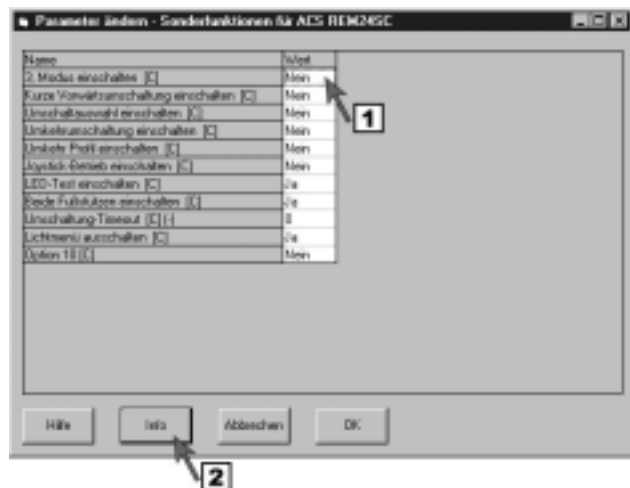 Parameter ändern - Sonderfunktionen für ACS REM24SC
Name Wert
3. Modus einschalten [C] Nein
Kurze Vorwärtsumschaltung einschalten [C] Nein
Umschaltauswahl einschalten [C] Nein
Umkehrumschaltung einschalten [C] Nein
Umkehr Profil einschalten [C] Nein
Joystick-Betrieb einschalten [C] Nein
LED-Test einschalten [C] Ja
Beide Fußstützen einschalten [C] Ja
Umschaltung-Timeout [C] (-) 0
Lichtmenü ausschalten [C] Ja
Option 10 [C] Nein
1
Hilfe Info Abbrechen OK
2